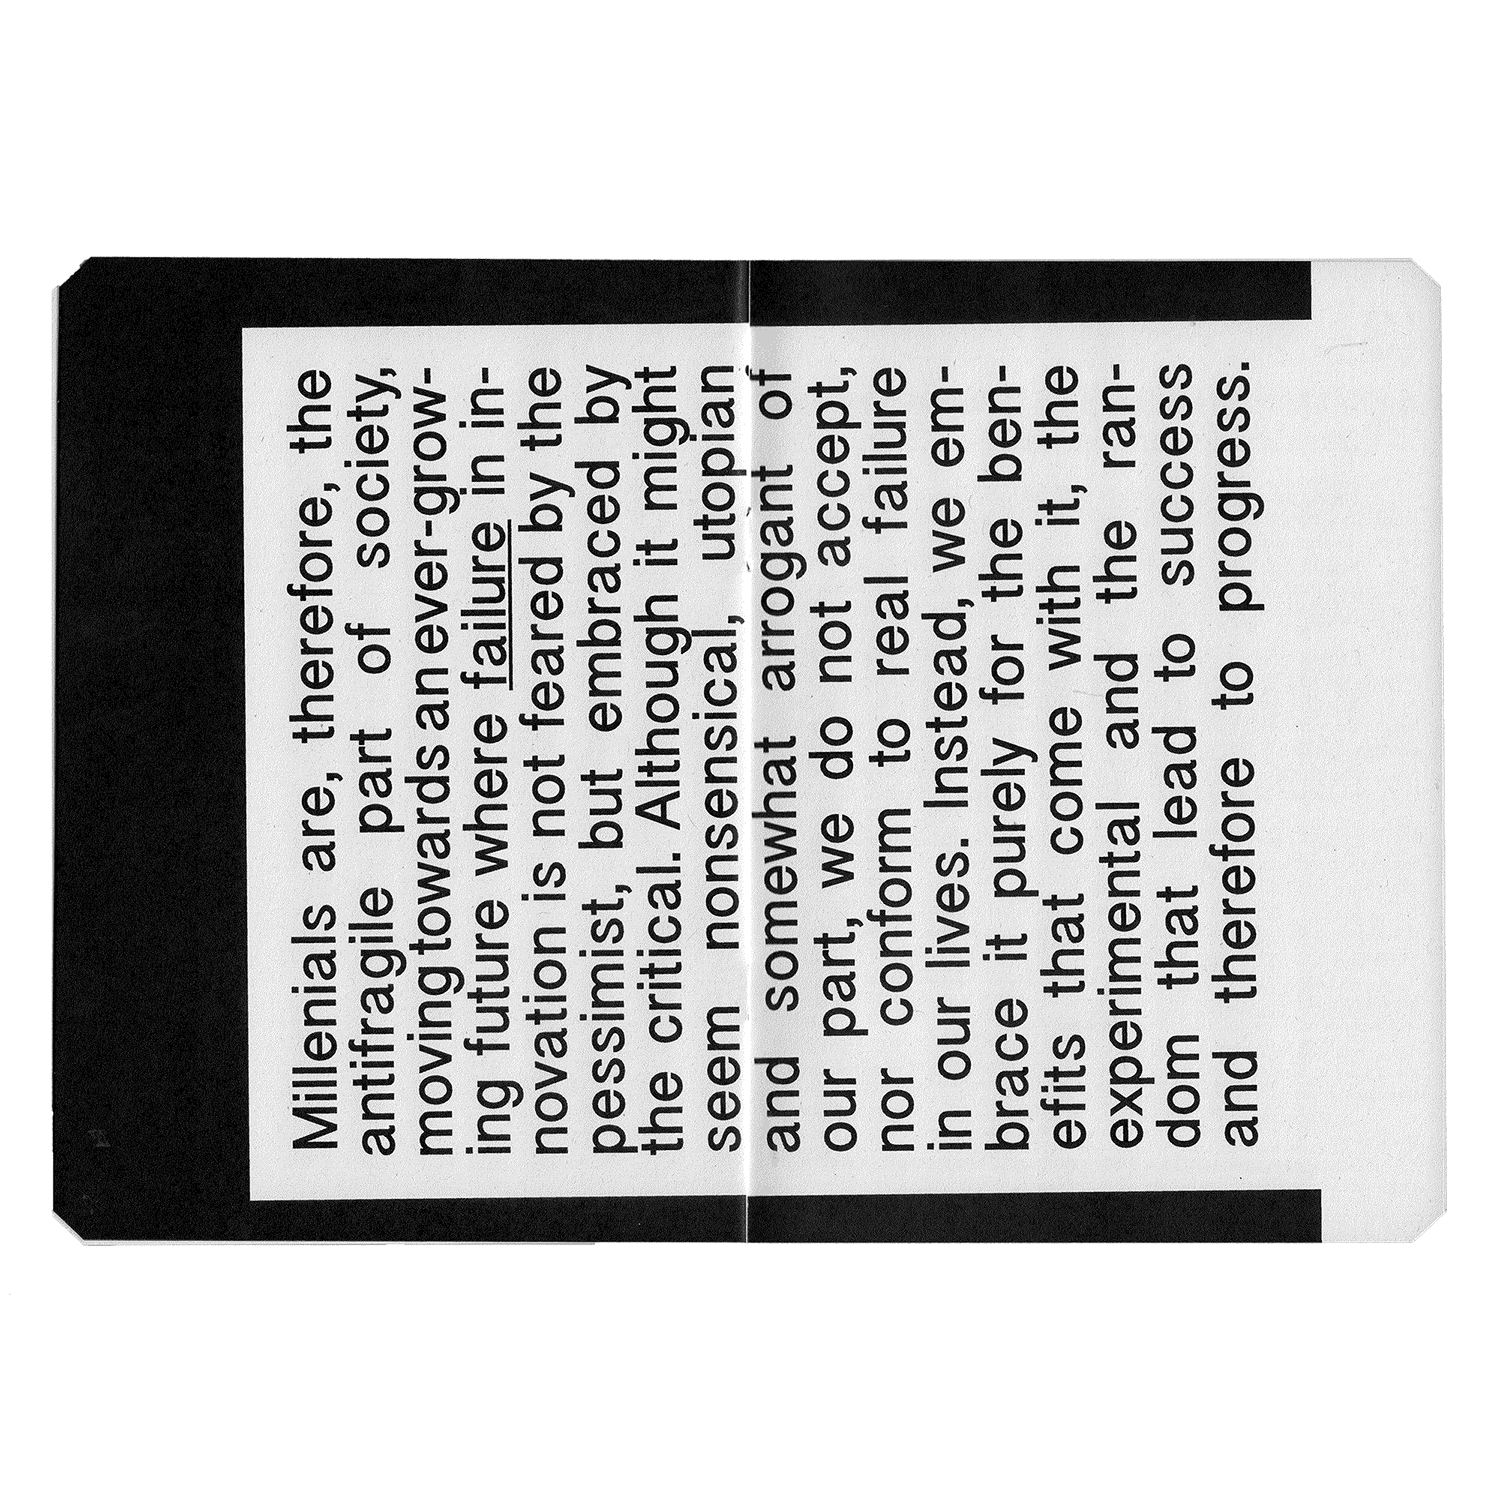 Millenials are, therefore, the
antifragile part of society,
moving towards an ever-grow-
ing future where failure in in-
novation is not feared by the
pessimist, but embraced by
the critical. Although it might
seem nonsensical, utopian
and somewhat arrogant of
our part, we do not accept,
nor conform to real failure
in our lives. Instead, we em-
brace it purely for the ben-
efits that come with it, the
experimental and the ran-
dom that lead to success
and therefore to progress.